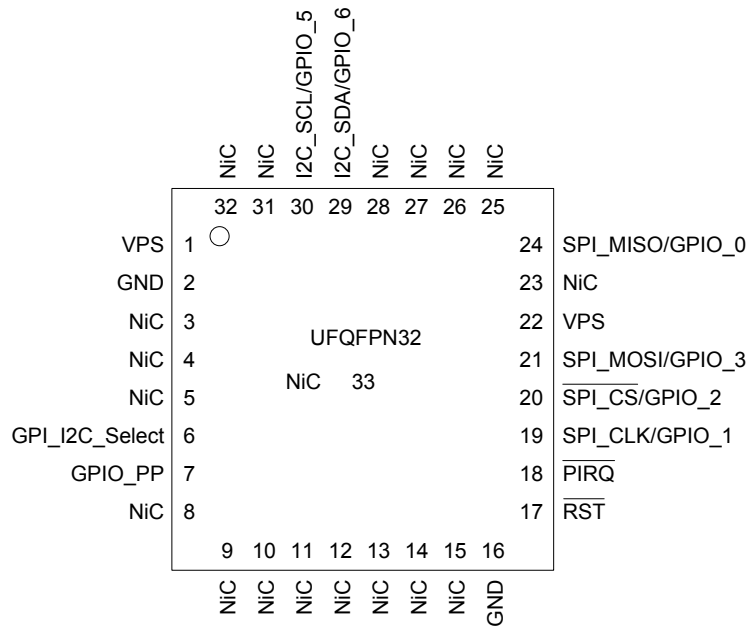 NiC
NiC
I2C_SCL/GPIO_5
I2C_SDA/GPIO_6
NiC
NiC
NiC
NiC
32 31 30 29 28 27 26 25
VPS 1 24 SPI_MISO/GPIO_0
GND 2 23 NiC
NiC 3 22 VPS
UFQFPN32
NiC 4 21 SPI_MOSI/GPIO_3
NiC 33
NiC 5 20 SPI_CS/GPIO_2
GPI_I2C_Select 6 19 SPI_CLK/GPIO_1
GPIO_PP 7 18 PIRQ
NiC 8 17 RST
9 10 11 12 13 14 15 16
NiC
NiC
NiC
NiC
NiC
NiC
NiC
GND